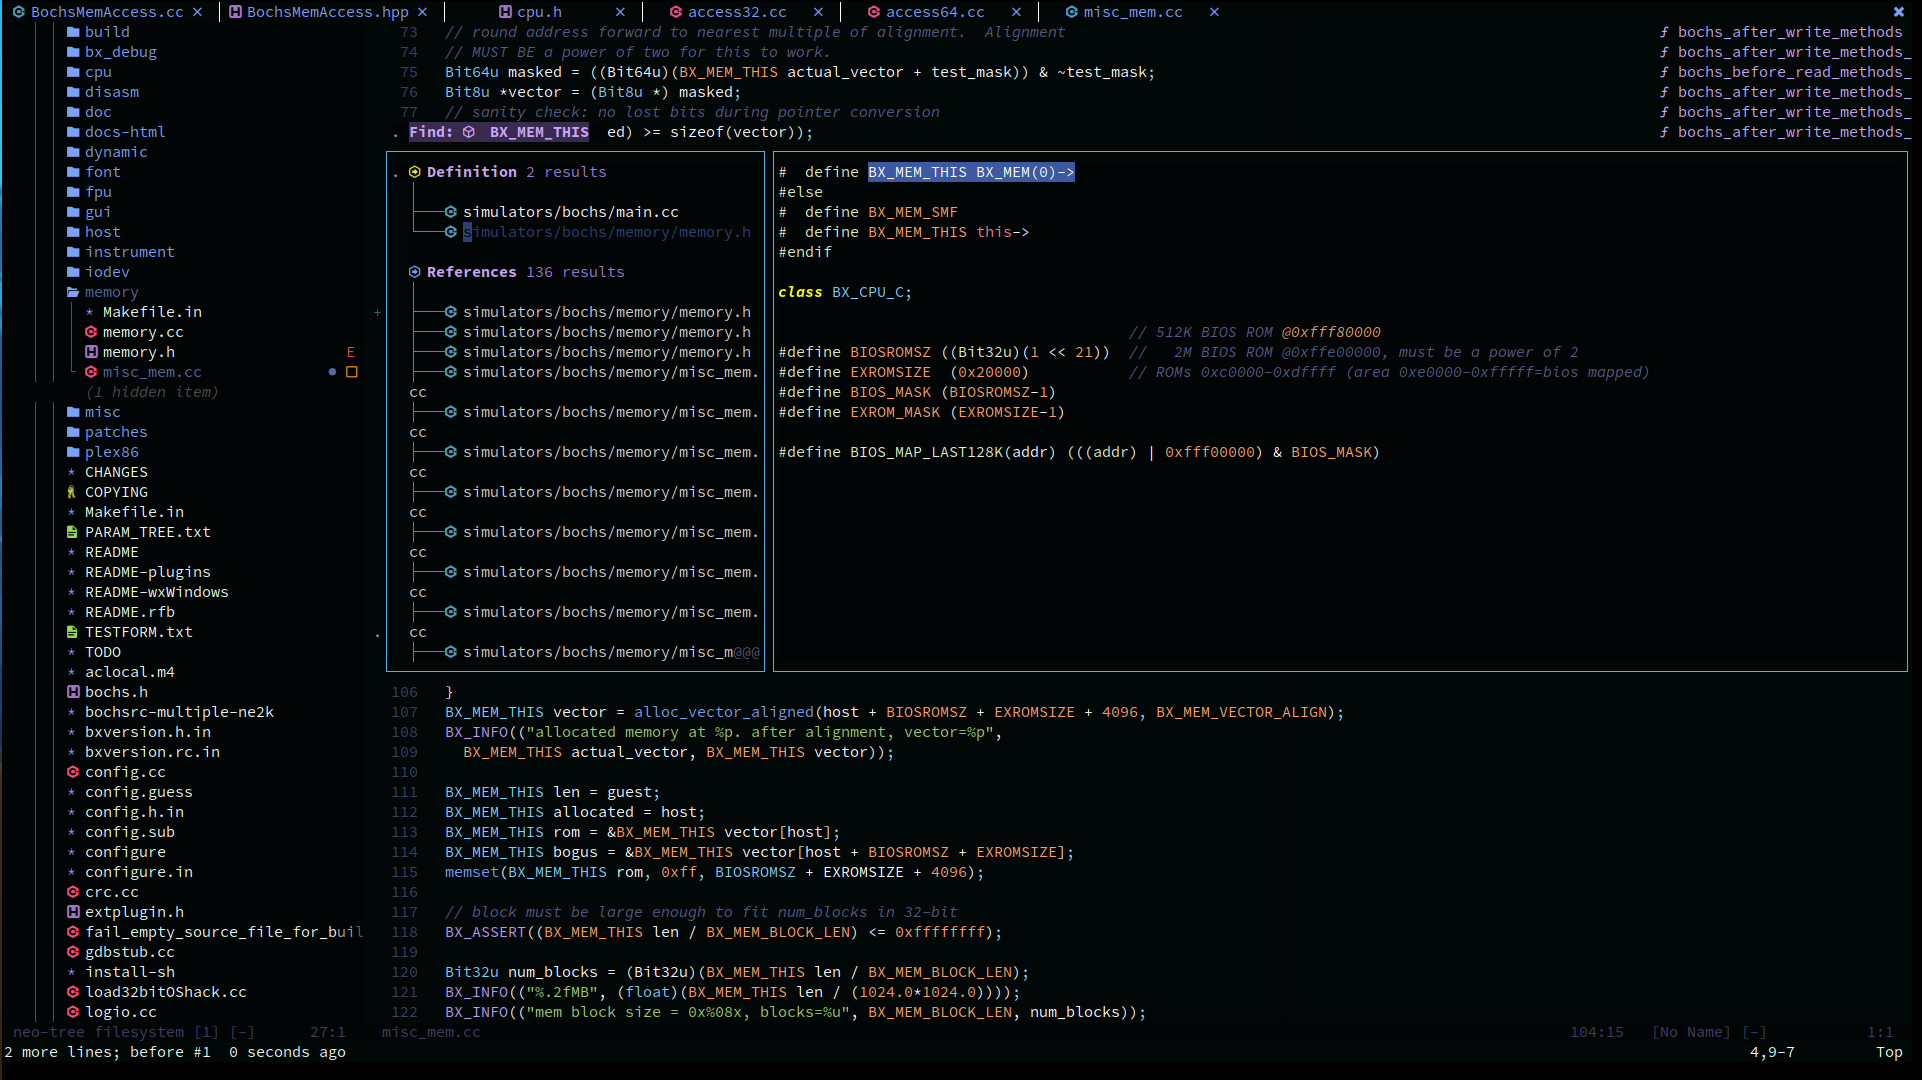 BochsMemAccess.cc × BochsMemAccess.hpp × cpu.h × access32.cc × access64.cc × misc_mem.cc ×
build
bx_debug
cpu
disasm
doc
docs-html
dynamic
font
fpu
gui
host
instrument
iodev
memory
* Makefile.in +
memory.cc
memory.h E
misc_mem.cc
(1 hidden item)
misc
patches
plex86
* CHANGES
COPYING
* Makefile.in
PARAM_TREE.txt
* README
* README-plugins
* README-wxWindows
* README.rfb
TESTFORM.txt
* TODO
* aclocal.m4
bochs.h
* bochsrc-multiple-ne2k
* bxversion.h.in
* bxversion.rc.in
config.cc
* config.guess
* config.h.in
* config.sub
* configure
* configure.in
crc.cc
extplugin.h
fail_empty_source_file_for_buil
gdbstub.cc
* install-sh
load32bitOShack.cc
logio.cc
73 // round address forward to nearest multiple of alignment.  Alignment
74 // MUST BE a power of two for this to work.
75 Bit64u masked = ((Bit64u)(BX_MEM_THIS actual_vector + test_mask)) & ~test_mask;
76 Bit8u *vector = (Bit8u *) masked;
77 // sanity check: no lost bits during pointer conversion
. Find: BX_MEM_THIS ed) >= sizeof(vector));
. Definition 2 results
simulators/bochs/main.cc
simulators/bochs/memory/memory.h
References 136 results
simulators/bochs/memory/memory.h
simulators/bochs/memory/memory.h
simulators/bochs/memory/memory.h
simulators/bochs/memory/misc_mem.
cc
simulators/bochs/memory/misc_mem.
cc
simulators/bochs/memory/misc_mem.
cc
simulators/bochs/memory/misc_mem.
cc
simulators/bochs/memory/misc_mem.
cc
simulators/bochs/memory/misc_mem.
cc
simulators/bochs/memory/misc_mem.
cc
simulators/bochs/memory/misc_m@@@
#  define BX_MEM_THIS BX_MEM(0)->
#else
#  define BX_MEM_SMF
#  define BX_MEM_THIS this->
#endif
class BX_CPU_C;
// 512K BIOS ROM @0xfff80000
#define BIOSROMSZ ((Bit32u)(1 << 21))  //   2M BIOS ROM @0xffe00000, must be a power of 2
#define EXROMSIZE  (0x20000)           // ROMs 0xc0000-0xdffff (area 0xe0000-0xfffff=bios mapped)
#define BIOS_MASK (BIOSROMSZ-1)
#define EXROM_MASK (EXROMSIZE-1)
#define BIOS_MAP_LAST128K(addr) (((addr) | 0xfff00000) & BIOS_MASK)
106 }
107 BX_MEM_THIS vector = alloc_vector_aligned(host + BIOSROMSZ + EXROMSIZE + 4096, BX_MEM_VECTOR_ALIGN);
108 BX_INFO(("allocated memory at %p. after alignment, vector=%p",
109   BX_MEM_THIS actual_vector, BX_MEM_THIS vector));
110
111 BX_MEM_THIS len = guest;
112 BX_MEM_THIS allocated = host;
113 BX_MEM_THIS rom = &BX_MEM_THIS vector[host];
114 BX_MEM_THIS bogus = &BX_MEM_THIS vector[host + BIOSROMSZ + EXROMSIZE];
115 memset(BX_MEM_THIS rom, 0xff, BIOSROMSZ + EXROMSIZE + 4096);
116
117 // block must be large enough to fit num_blocks in 32-bit
118 BX_ASSERT((BX_MEM_THIS len / BX_MEM_BLOCK_LEN) <= 0xffffffff);
119
120 Bit32u num_blocks = (Bit32u)(BX_MEM_THIS len / BX_MEM_BLOCK_LEN);
121 BX_INFO(("%.2fMB", (float)(BX_MEM_THIS len / (1024.0*1024.0))));
122 BX_INFO(("mem block size = 0x%08x, blocks=%u", BX_MEM_BLOCK_LEN, num_blocks));
ƒ bochs_after_write_methods
ƒ bochs_after_write_methods_
ƒ bochs_before_read_methods_
ƒ bochs_after_write_methods_
ƒ bochs_after_write_methods_
ƒ bochs_after_write_methods_
neo-tree filesystem [1] [-] 27:1 misc_mem.cc 104:15 [No Name] [-] 1:1
2 more lines; before #1  0 seconds ago 4,9-7 Top